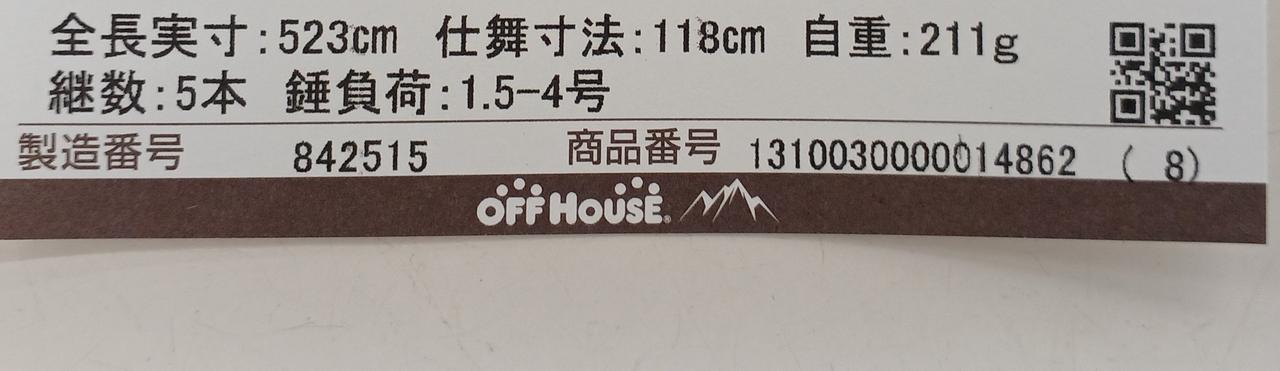 全長実寸:523cm 仕舞寸法:118cm 自重:211g
継数:5本 錘負荷:1.5-4号
製造番号 842515 商品番号 1310030000014862 ( 8)
OFF HOUSE®